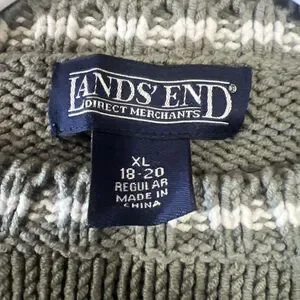 LANDS' END®
DIRECT MERCHANTS
XL
18-20
REGULAR
MADE IN
CHINA